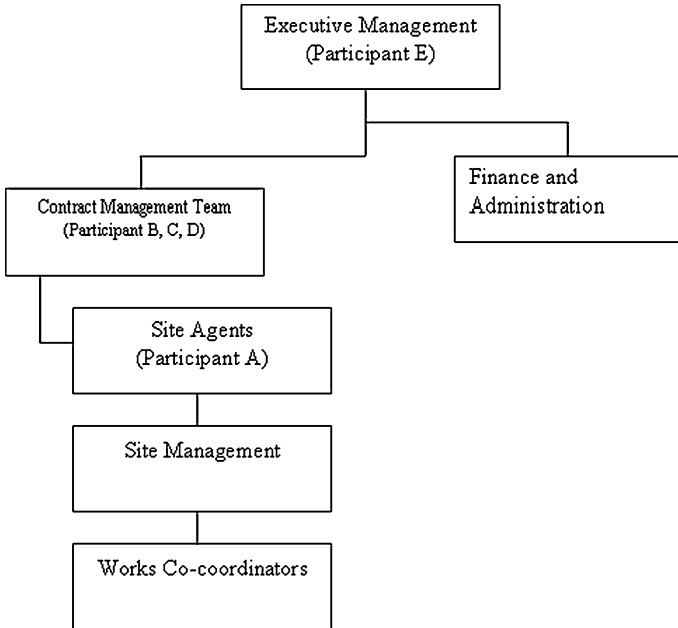 Executive Management
(Participant E)
Finance and
Administration
Contract Management Team
(Participant B, C, D)
Site Agents
(Participant A)
Site Management
Works Co-coordinators